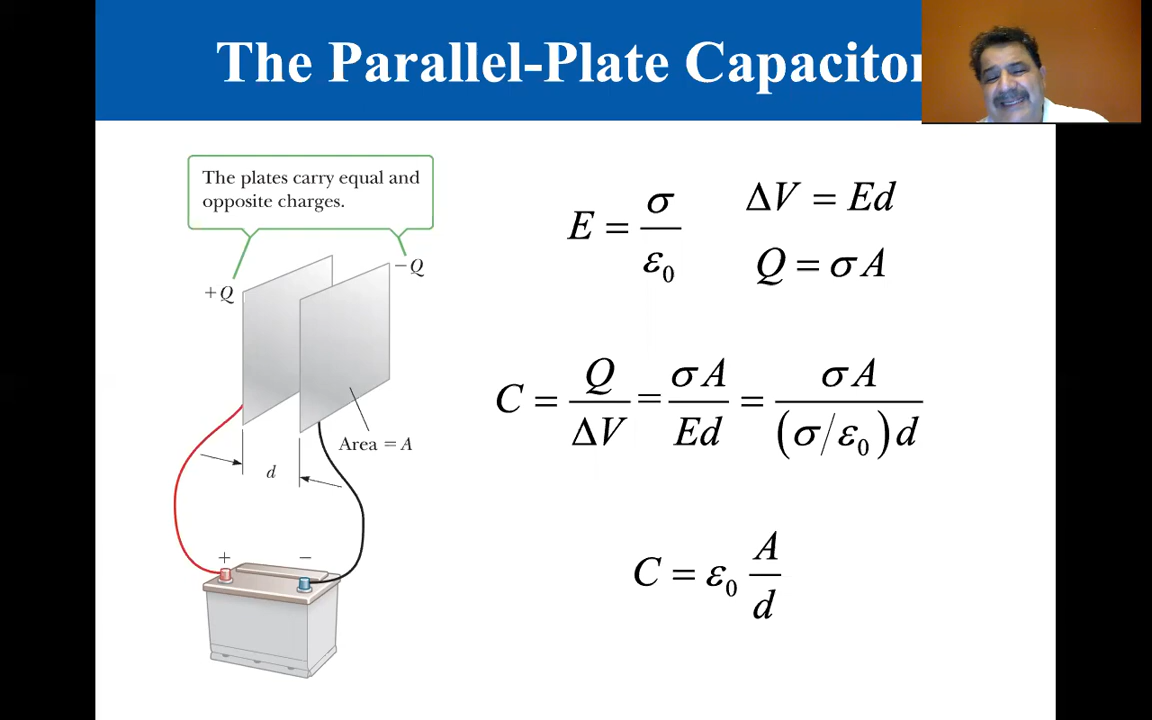 The Parallel-Plate Capacitor
The plates carry equal and
opposite charges.
+Q
−Q
Area = A
d
+ −
E = σ/ε₀
ΔV = Ed
Q = σA
C = Q/ΔV = σA/Ed = σA/(σ/ε₀)d
C = ε₀ A/d